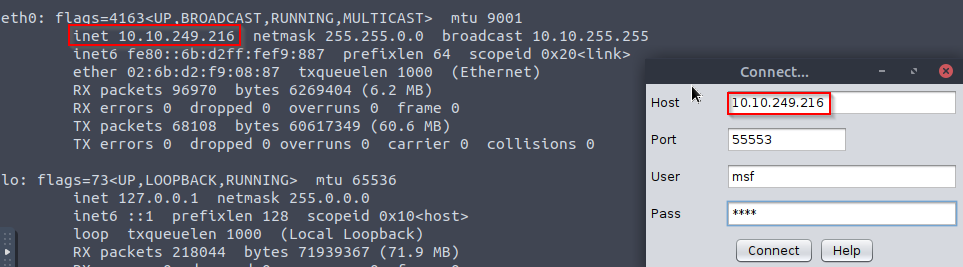 eth0: flags=4163<UP,BROADCAST,RUNNING,MULTICAST>  mtu 9001
inet 10.10.249.216  netmask 255.255.0.0  broadcast 10.10.255.255
inet6 fe80::6b:d2ff:fef9:887  prefixlen 64  scopeid 0x20<link>
ether 02:6b:d2:f9:08:87  txqueuelen 1000  (Ethernet)
RX packets 96970  bytes 6269404 (6.2 MB)
RX errors 0  dropped 0  overruns 0  frame 0
TX packets 68108  bytes 60617349 (60.6 MB)
TX errors 0  dropped 0 overruns 0  carrier 0  collisions 0
lo: flags=73<UP,LOOPBACK,RUNNING>  mtu 65536
inet 127.0.0.1  netmask 255.0.0.0
inet6 ::1  prefixlen 128  scopeid 0x10<host>
loop  txqueuelen 1000  (Local Loopback)
RX packets 218044  bytes 71939367 (71.9 MB)
Connect...
Host 10.10.249.216
Port 55553
User msf
Pass ****
Connect Help